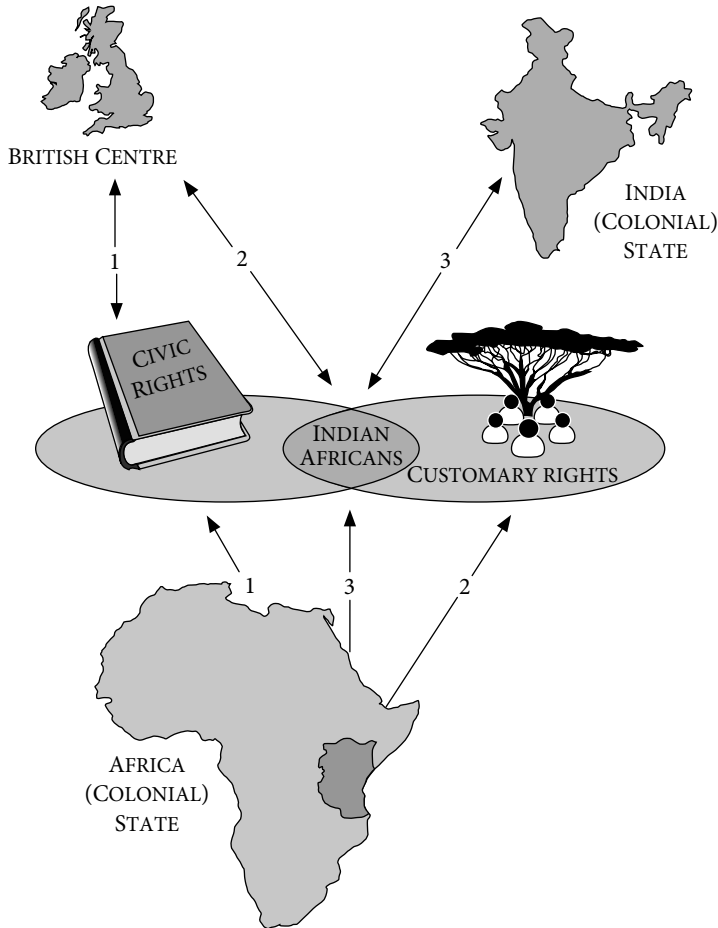 BRITISH CENTRE
INDIA
(COLONIAL)
STATE
1
2
3
CIVIC
RIGHTS
INDIAN
AFRICANS
CUSTOMARY RIGHTS
1
3
2
AFRICA
(COLONIAL)
STATE